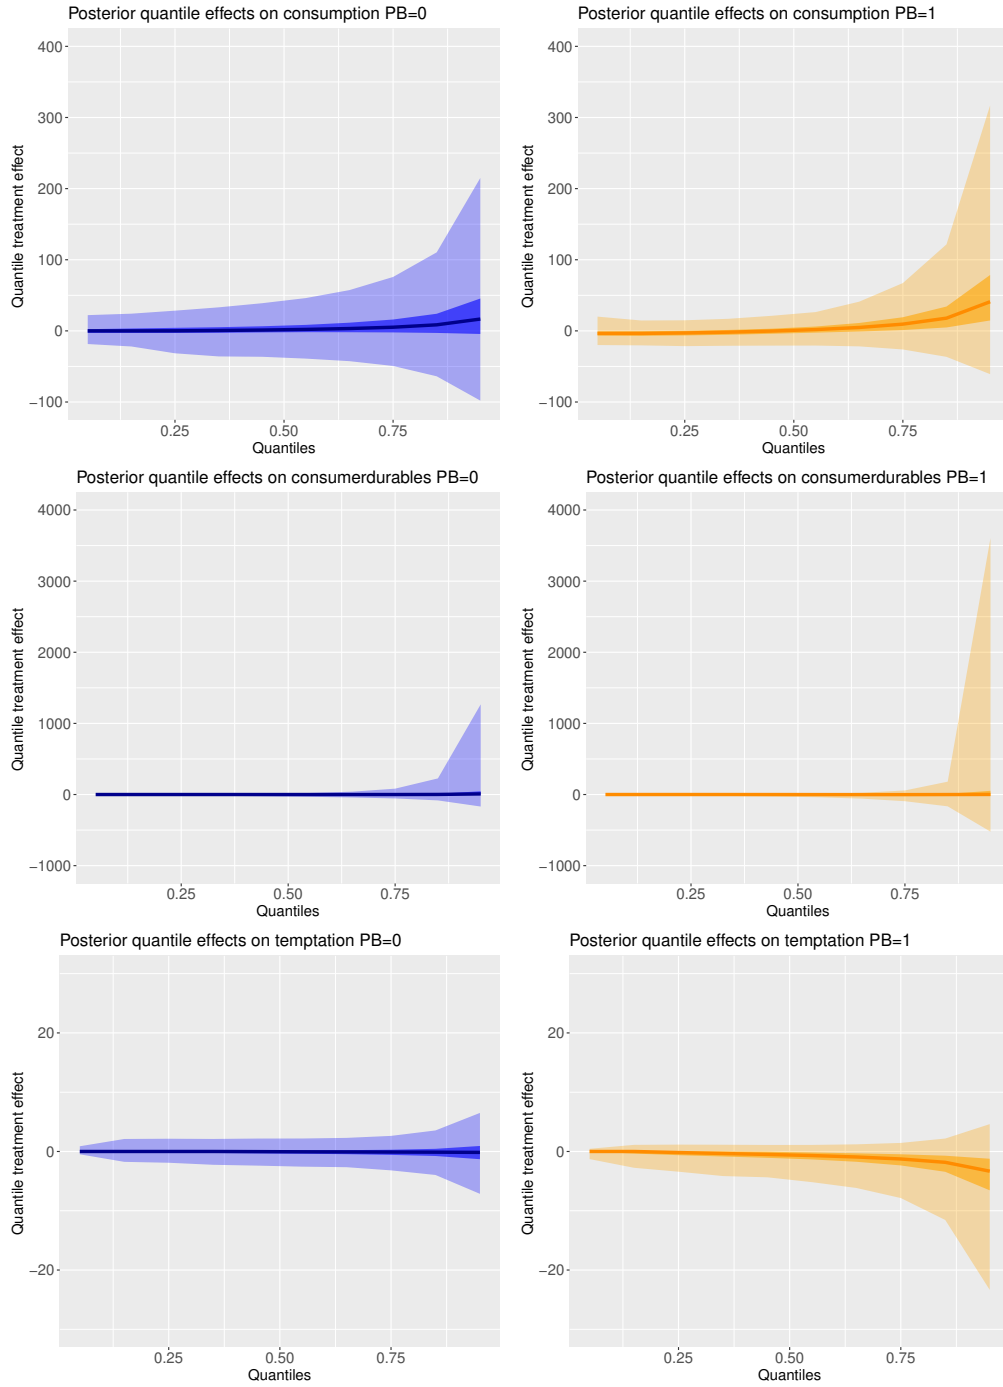 Posterior quantile effects on consumption PB=0
400
300
200
100
0
−100
Quantile treatment effect
0.25
0.50
0.75
Quantiles
Posterior quantile effects on consumption PB=1
400
300
200
100
0
−100
Quantile treatment effect
0.25
0.50
0.75
Quantiles
Posterior quantile effects on consumerdurables PB=0
4000
3000
2000
1000
0
−1000
Quantile treatment effect
0.25
0.50
0.75
Quantiles
Posterior quantile effects on consumerdurables PB=1
4000
3000
2000
1000
0
−1000
Quantile treatment effect
0.25
0.50
0.75
Quantiles
Posterior quantile effects on temptation PB=0
20
0
−20
Quantile treatment effect
0.25
0.50
0.75
Quantiles
Posterior quantile effects on temptation PB=1
20
0
−20
Quantile treatment effect
0.25
0.50
0.75
Quantiles